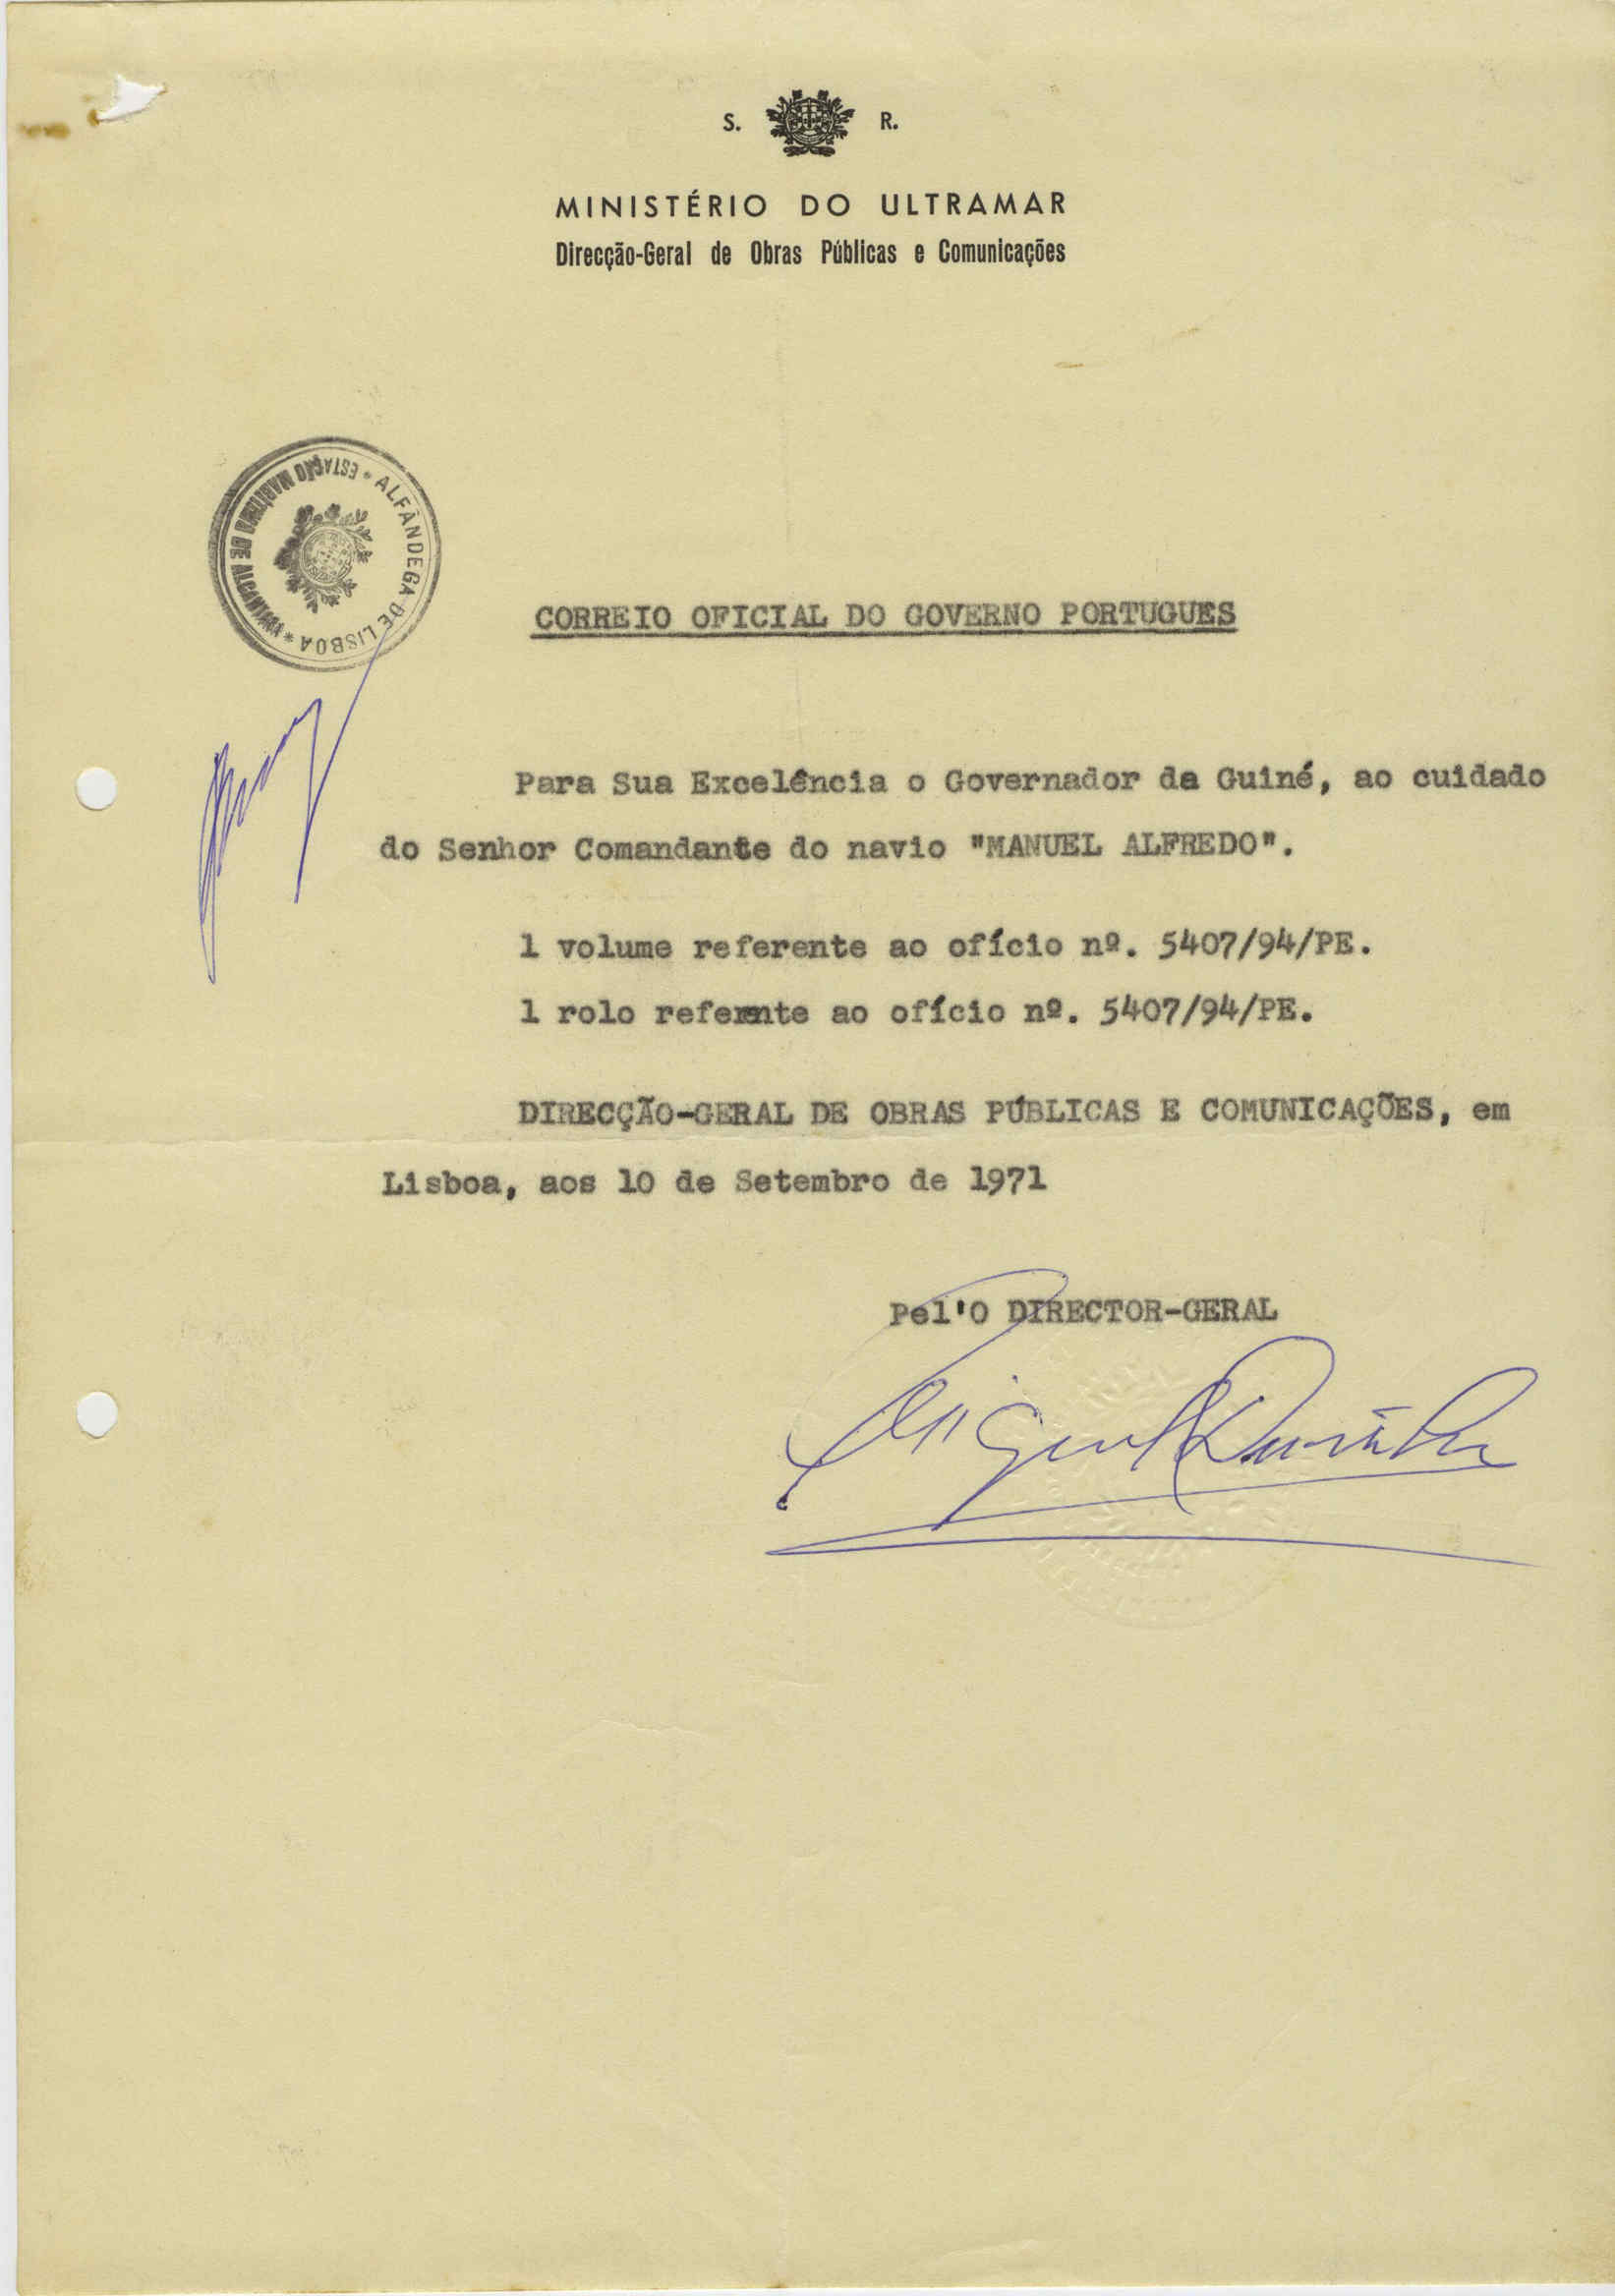 S. R.
MINISTÉRIO DO ULTRAMAR
Direcção-Geral de Obras Públicas e Comunicações
* ALFÂNDEGA DE LISBOA *
ESTAÇÃO MARÍTIMA DE ALCANTARA
CORREIO OFICIAL DO GOVERNO PORTUGUES
Para Sua Excelência o Governador da Guiné, ao cuidado
do Senhor Comandante do navio "MANUEL ALFREDO".
1 volume referente ao ofício nº. 5407/94/PE.
1 rolo referente ao ofício nº. 5407/94/PE.
DIRECÇÃO-GERAL DE OBRAS PÚBLICAS E COMUNICAÇÕES, em
Lisboa, aos 10 de Setembro de 1971
Pel'O DIRECTOR-GERAL